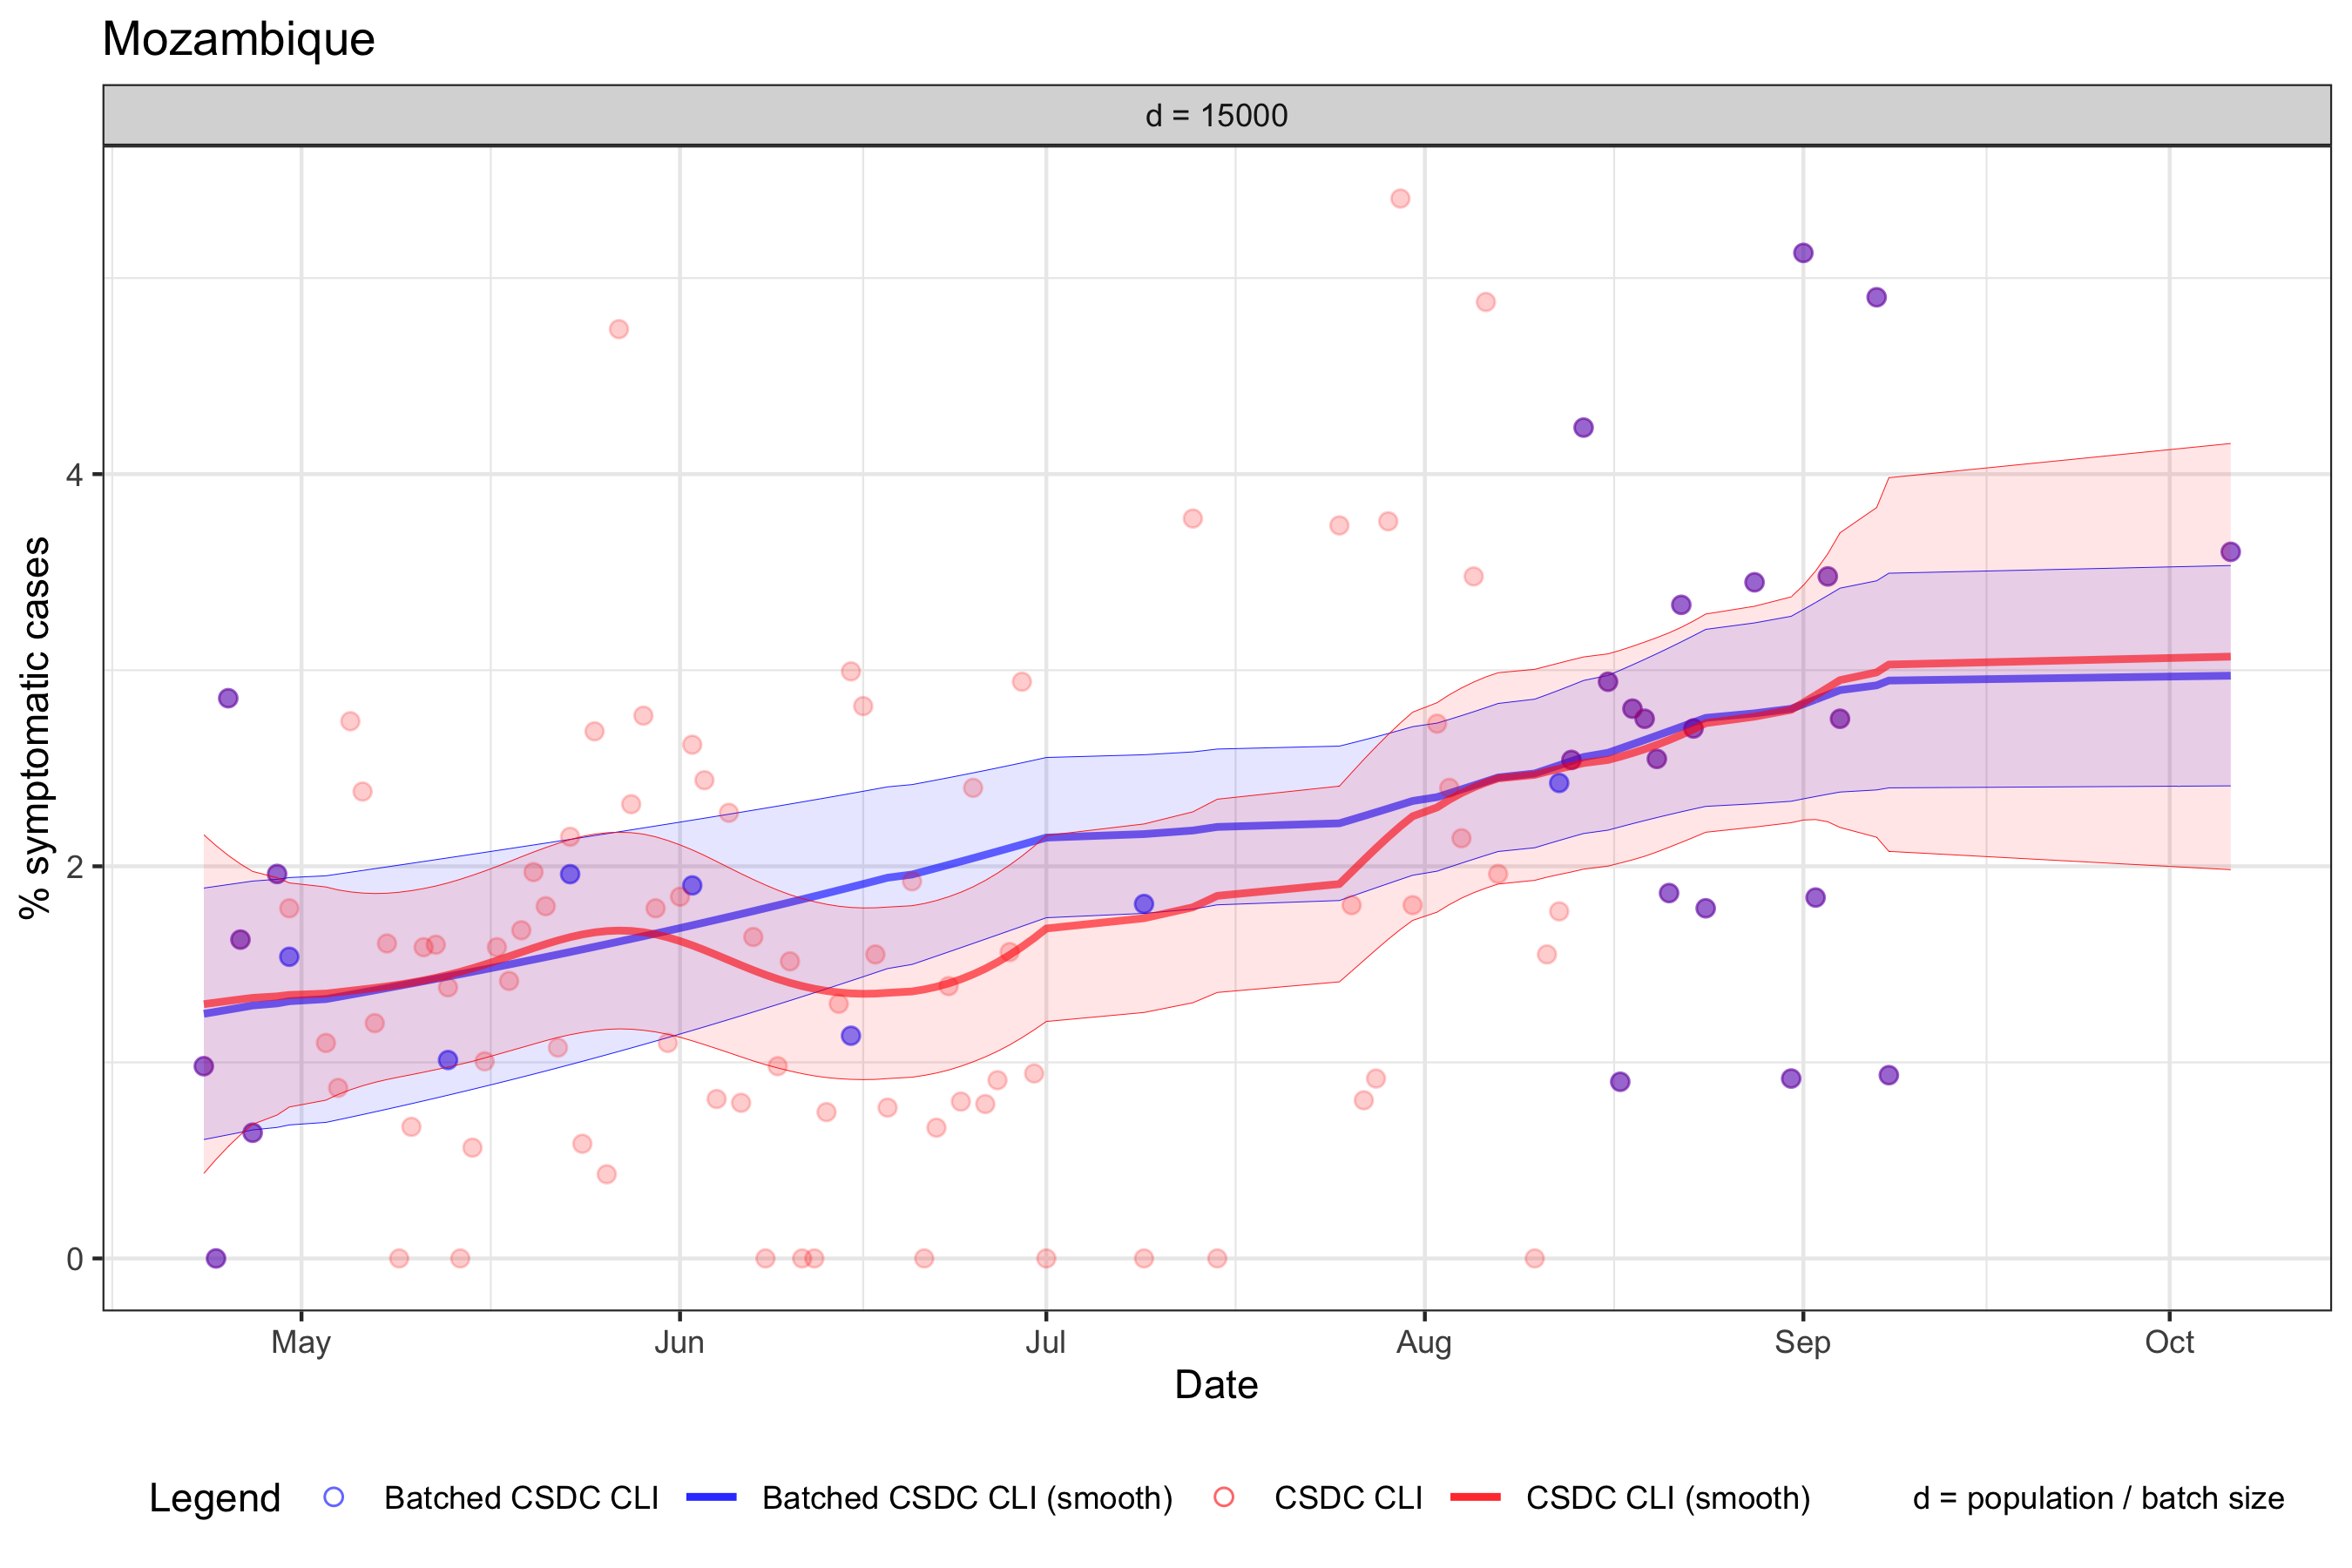 Mozambique
d = 15000
% symptomatic cases
4
2
0
May Jun Jul Aug Sep Oct
Date
Legend Batched CSDC CLI Batched CSDC CLI (smooth) CSDC CLI CSDC CLI (smooth) d = population / batch size